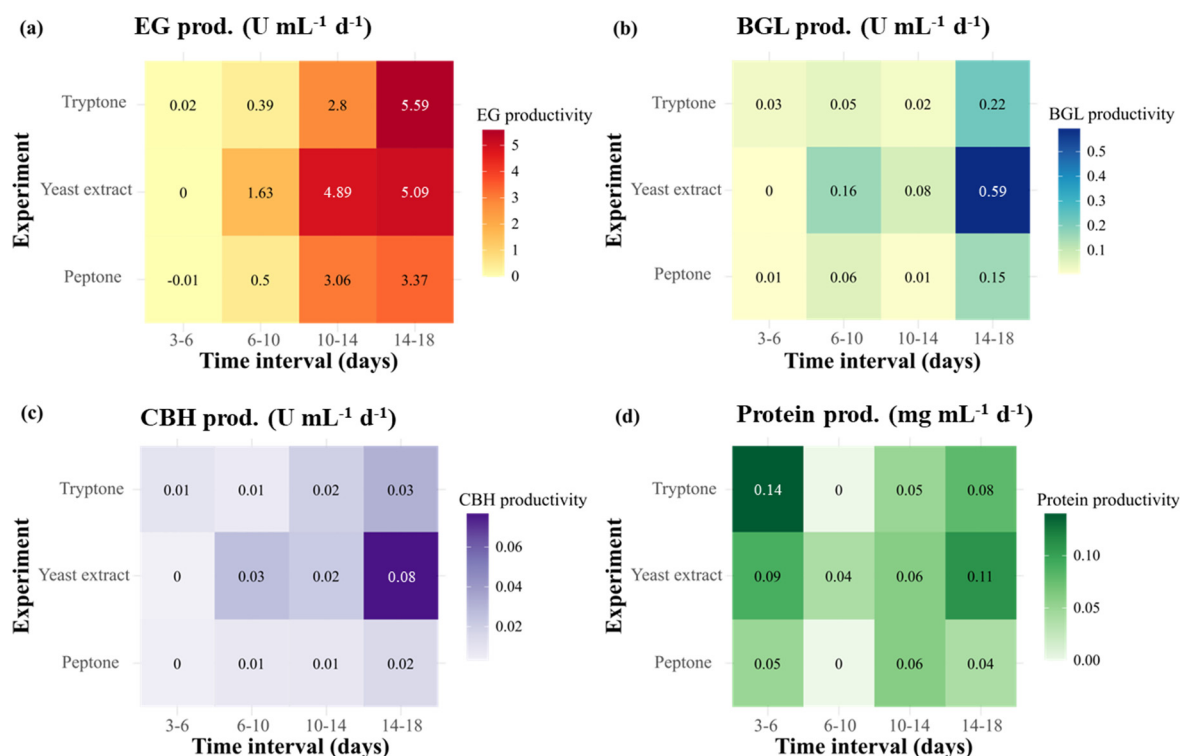 (a) EG prod. (U mL⁻¹ d⁻¹)
Experiment
Tryptone 0.02 0.39 2.8 5.59
Yeast extract 0 1.63 4.89 5.09
Peptone -0.01 0.5 3.06 3.37
3-6 6-10 10-14 14-18
Time interval (days)
EG productivity
5
4
3
2
1
0
(b) BGL prod. (U mL⁻¹ d⁻¹)
Experiment
Tryptone 0.03 0.05 0.02 0.22
Yeast extract 0 0.16 0.08 0.59
Peptone 0.01 0.06 0.01 0.15
3-6 6-10 10-14 14-18
Time interval (days)
BGL productivity
0.5
0.4
0.3
0.2
0.1
(c) CBH prod. (U mL⁻¹ d⁻¹)
Experiment
Tryptone 0.01 0.01 0.02 0.03
Yeast extract 0 0.03 0.02 0.08
Peptone 0 0.01 0.01 0.02
3-6 6-10 10-14 14-18
Time interval (days)
CBH productivity
0.06
0.04
0.02
(d) Protein prod. (mg mL⁻¹ d⁻¹)
Experiment
Tryptone 0.14 0 0.05 0.08
Yeast extract 0.09 0.04 0.06 0.11
Peptone 0.05 0 0.06 0.04
3-6 6-10 10-14 14-18
Time interval (days)
Protein productivity
0.10
0.05
0.00